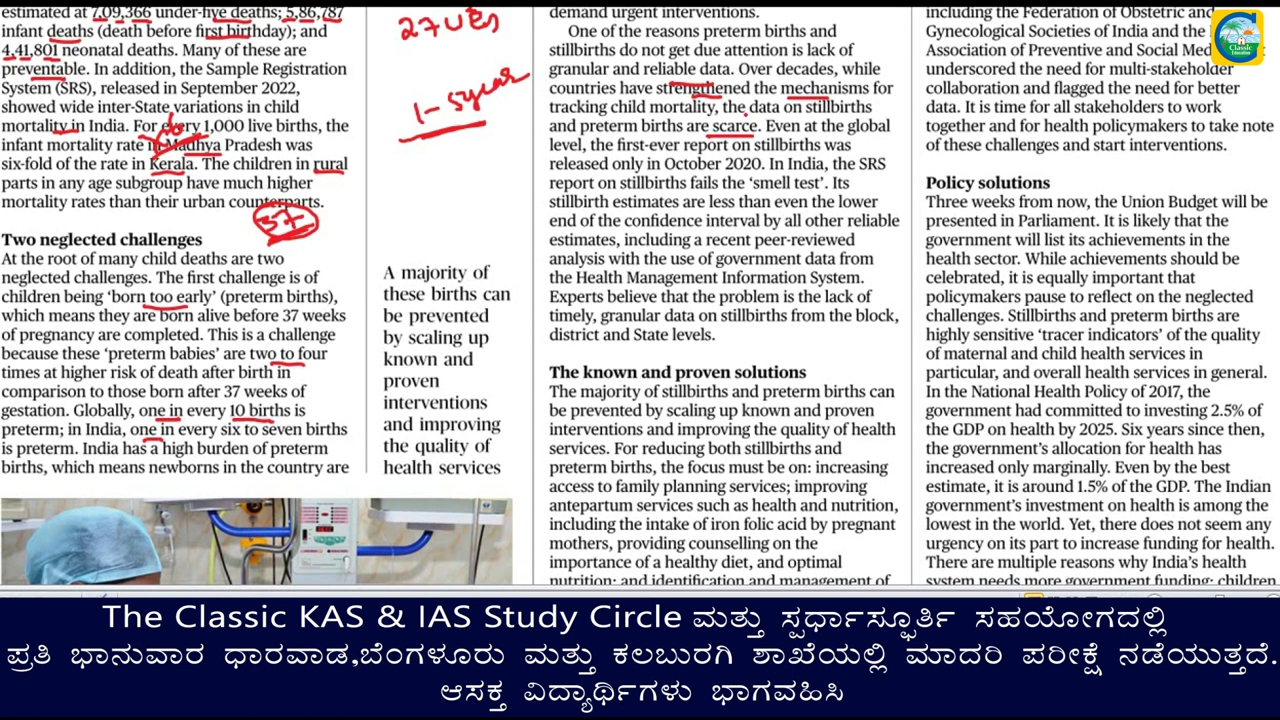 estimated at 7,09,366 under-five deaths; 5,86,787
infant deaths (death before first birthday); and
4,41,801 neonatal deaths. Many of these are
preventable. In addition, the Sample Registration
System (SRS), released in September 2022,
showed wide inter-State variations in child
mortality in India. For every 1,000 live births, the
infant mortality rate in Madhya Pradesh was
six-fold of the rate in Kerala. The children in rural
parts in any age subgroup have much higher
mortality rates than their urban counterparts.
37
Two neglected challenges
At the root of many child deaths are two
neglected challenges. The first challenge is of
children being ‘born too early’ (preterm births),
which means they are born alive before 37 weeks
of pregnancy are completed. This is a challenge
because these ‘preterm babies’ are two to four
times at higher risk of death after birth in
comparison to those born after 37 weeks of
gestation. Globally, one in every 10 births is
preterm; in India, one in every six to seven births
is preterm. India has a high burden of preterm
births, which means newborns in the country are
1-5year
A majority of
these births can
be prevented
by scaling up
known and
proven
interventions
and improving
the quality of
health services
demand urgent interventions.
One of the reasons preterm births and
stillbirths do not get due attention is lack of
granular and reliable data. Over decades, while
countries have strengthened the mechanisms for
tracking child mortality, the data on stillbirths
and preterm births are scarce. Even at the global
level, the first-ever report on stillbirths was
released only in October 2020. In India, the SRS
report on stillbirths fails the ‘smell test’. Its
stillbirth estimates are less than even the lower
end of the confidence interval by all other reliable
estimates, including a recent peer-reviewed
analysis with the use of government data from
the Health Management Information System.
Experts believe that the problem is the lack of
timely, granular data on stillbirths from the block,
district and State levels.
The known and proven solutions
The majority of stillbirths and preterm births can
be prevented by scaling up known and proven
interventions and improving the quality of health
services. For reducing both stillbirths and
preterm births, the focus must be on: increasing
access to family planning services; improving
antepartum services such as health and nutrition,
including the intake of iron folic acid by pregnant
mothers, providing counselling on the
importance of a healthy diet, and optimal
nutrition; and identification and management of
including the Federation of Obstetric and
Gynecological Societies of India and the
Association of Preventive and Social Med
underscored the need for multi-stakeholder
collaboration and flagged the need for better
data. It is time for all stakeholders to work
together and for health policymakers to take note
of these challenges and start interventions.
Policy solutions
Three weeks from now, the Union Budget will be
presented in Parliament. It is likely that the
government will list its achievements in the
health sector. While achievements should be
celebrated, it is equally important that
policymakers pause to reflect on the neglected
challenges. Stillbirths and preterm births are
highly sensitive ‘tracer indicators’ of the quality
of maternal and child health services in
particular, and overall health services in general.
In the National Health Policy of 2017, the
government had committed to investing 2.5% of
the GDP on health by 2025. Six years since then,
the government’s allocation for health has
increased only marginally. Even by the best
estimate, it is around 1.5% of the GDP. The Indian
government’s investment on health is among the
lowest in the world. Yet, there does not seem any
urgency on its part to increase funding for health.
There are multiple reasons why India’s health
system needs more government funding: children
Classic
Education
The Classic KAS & IAS Study Circle ಮತ್ತು ಸ್ಪರ್ಧಾಸ್ಫೂರ್ತಿ ಸಹಯೋಗದಲ್ಲಿ
ಪ್ರತಿ ಭಾನುವಾರ ಧಾರವಾಡ,ಬೆಂಗಳೂರು ಮತ್ತು ಕಲಬುರಗಿ ಶಾಖೆಯಲ್ಲಿ ಮಾದರಿ ಪರೀಕ್ಷೆ ನಡೆಯುತ್ತದೆ.
ಆಸಕ್ತ ವಿದ್ಯಾರ್ಥಿಗಳು ಭಾಗವಹಿಸಿ